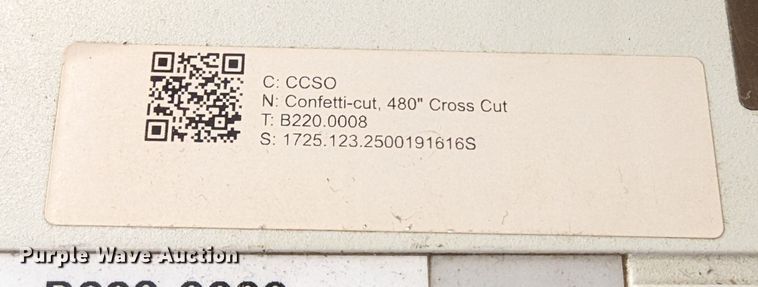 C: CCSO
N: Confetti-cut, 480" Cross Cut
T: B220.0008
S: 1725.123.2500191616S
Purple Wave Auction